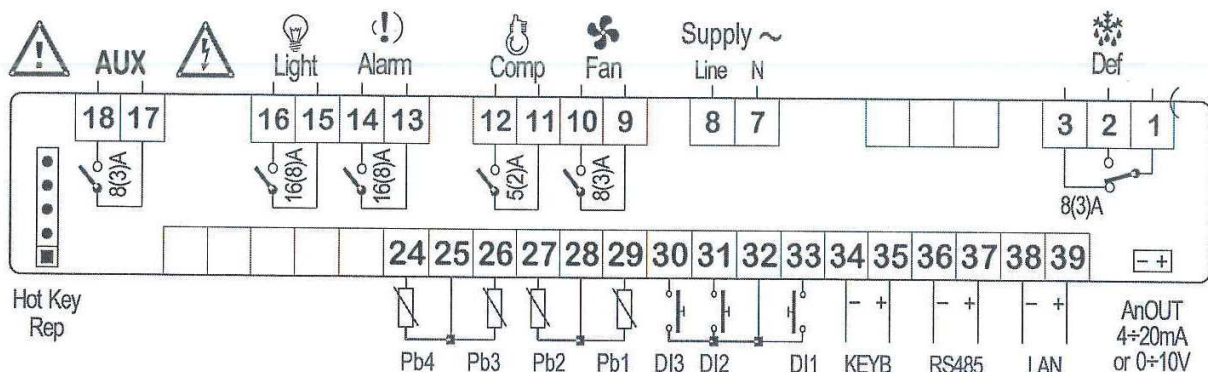 AUX Light Alarm Comp Fan Supply ~ Def
Line N
18 17 16 15 14 13 12 11 10 9 8 7 3 2 1
8(3)A 16(8)A 16(8)A 5(2)A 8(3)A 8(3)A
24 25 26 27 28 29 30 31 32 33 34 35 36 37 38 39 - +
- + - + - +
Hot Key
Rep
Pb4 Pb3 Pb2 Pb1 DI3 DI2 DI1 KEYB RS485 LAN
AnOUT
4÷20mA
or 0÷10V